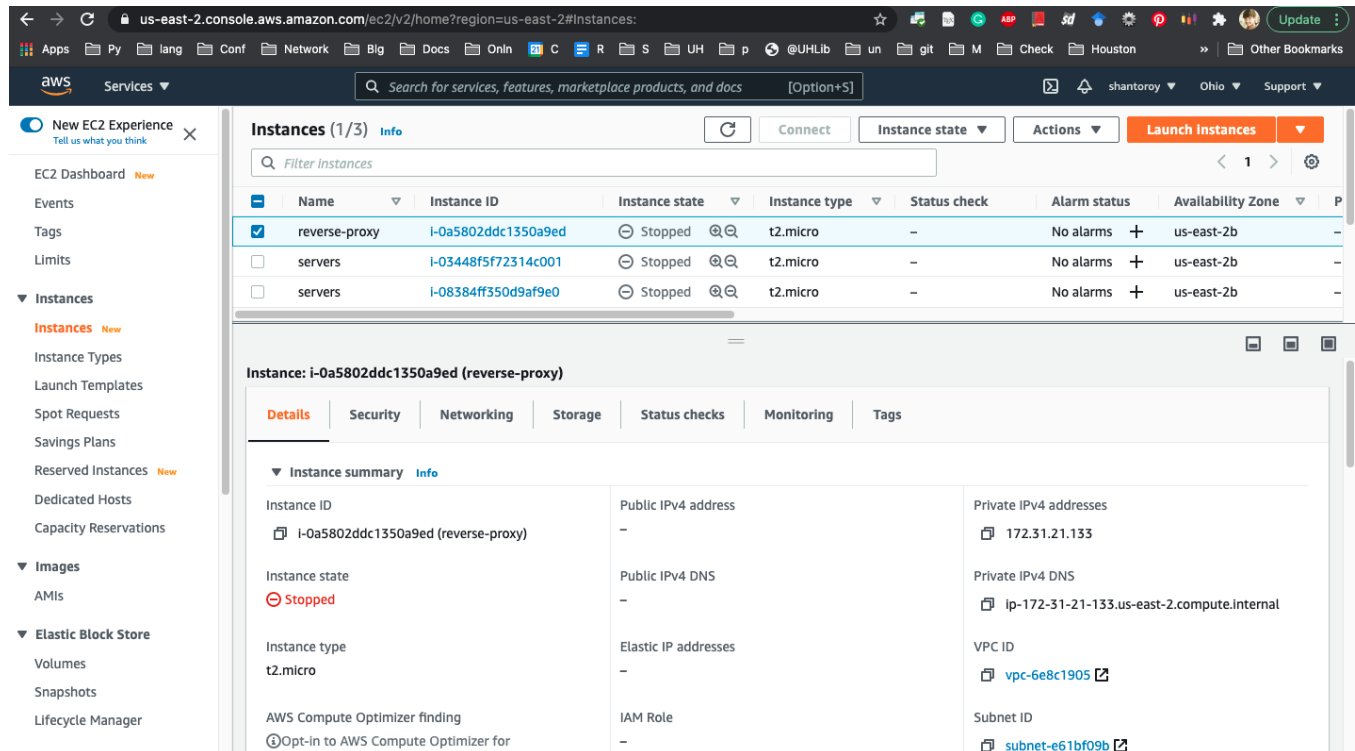 us-east-2.console.aws.amazon.com/ec2/v2/home?region=us-east-2#Instances:
ABP
sd
Update
Apps Py lang Conf Network Blg Docs Onln 21 C R S UH p @UHLib un git M Check Houston » Other Bookmarks
aws Services ▼ Search for services, features, marketplace products, and docs [Option+S] shantoroy ▼ Ohio ▼ Support ▼
New EC2 Experience
Tell us what you think
EC2 Dashboard New
Events
Tags
Limits
▼ Instances
Instances New
Instance Types
Launch Templates
Spot Requests
Savings Plans
Reserved Instances New
Dedicated Hosts
Capacity Reservations
▼ Images
AMIs
▼ Elastic Block Store
Volumes
Snapshots
Lifecycle Manager
Instances (1/3) Info Connect Instance state ▼ Actions ▼ Launch instances ▼
Filter instances < 1 >
Name Instance ID Instance state Instance type Status check Alarm status Availability Zone P
reverse-proxy i-0a5802ddc1350a9ed Stopped t2.micro – No alarms + us-east-2b –
servers i-03448f5f72314c001 Stopped t2.micro – No alarms + us-east-2b –
servers i-08384ff350d9af9e0 Stopped t2.micro – No alarms + us-east-2b –
Instance: i-0a5802ddc1350a9ed (reverse-proxy)
Details Security Networking Storage Status checks Monitoring Tags
▼ Instance summary Info
Instance ID Public IPv4 address Private IPv4 addresses
i-0a5802ddc1350a9ed (reverse-proxy) – 172.31.21.133
Instance state Public IPv4 DNS Private IPv4 DNS
Stopped – ip-172-31-21-133.us-east-2.compute.internal
Instance type Elastic IP addresses VPC ID
t2.micro – vpc-6e8c1905
AWS Compute Optimizer finding IAM Role Subnet ID
Opt-in to AWS Compute Optimizer for – subnet-e61bf09b